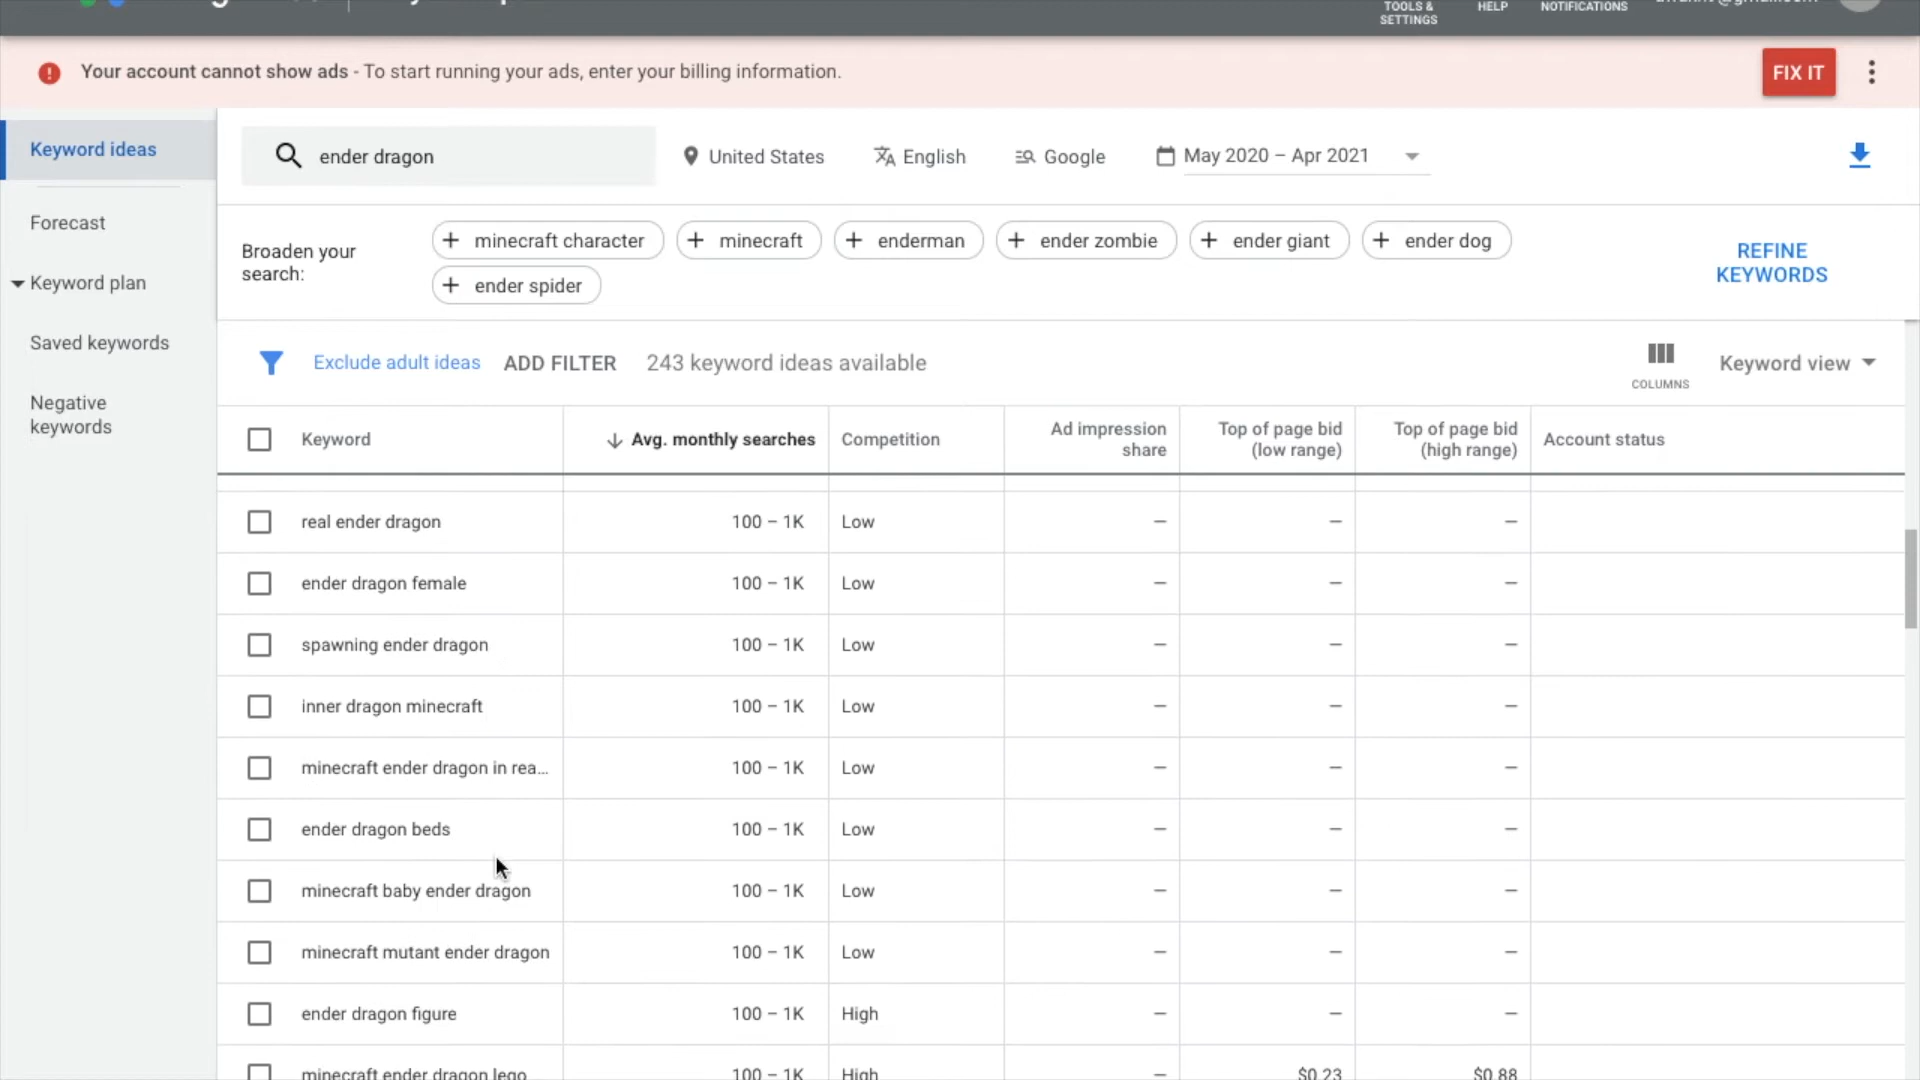 TOOLS &
SETTINGS
HELP
NOTIFICATIONS
Your account cannot show ads - To start running your ads, enter your billing information.
FIX IT
Keyword ideas
Forecast
Keyword plan
Saved keywords
Negative
keywords
ender dragon
United States
English
Google
May 2020 – Apr 2021
Broaden your
search:
minecraft character
minecraft
enderman
ender zombie
ender giant
ender dog
ender spider
REFINE
KEYWORDS
Exclude adult ideas
ADD FILTER
243 keyword ideas available
COLUMNS
Keyword view
Keyword
Avg. monthly searches
Competition
Ad impression
share
Top of page bid
(low range)
Top of page bid
(high range)
Account status
real ender dragon 100 – 1K Low – – –
ender dragon female 100 – 1K Low – – –
spawning ender dragon 100 – 1K Low – – –
inner dragon minecraft 100 – 1K Low – – –
minecraft ender dragon in rea... 100 – 1K Low – – –
ender dragon beds 100 – 1K Low – – –
minecraft baby ender dragon 100 – 1K Low – – –
minecraft mutant ender dragon 100 – 1K Low – – –
ender dragon figure 100 – 1K High – – –
minecraft ender dragon lego 100 – 1K High – $0.23 $0.88